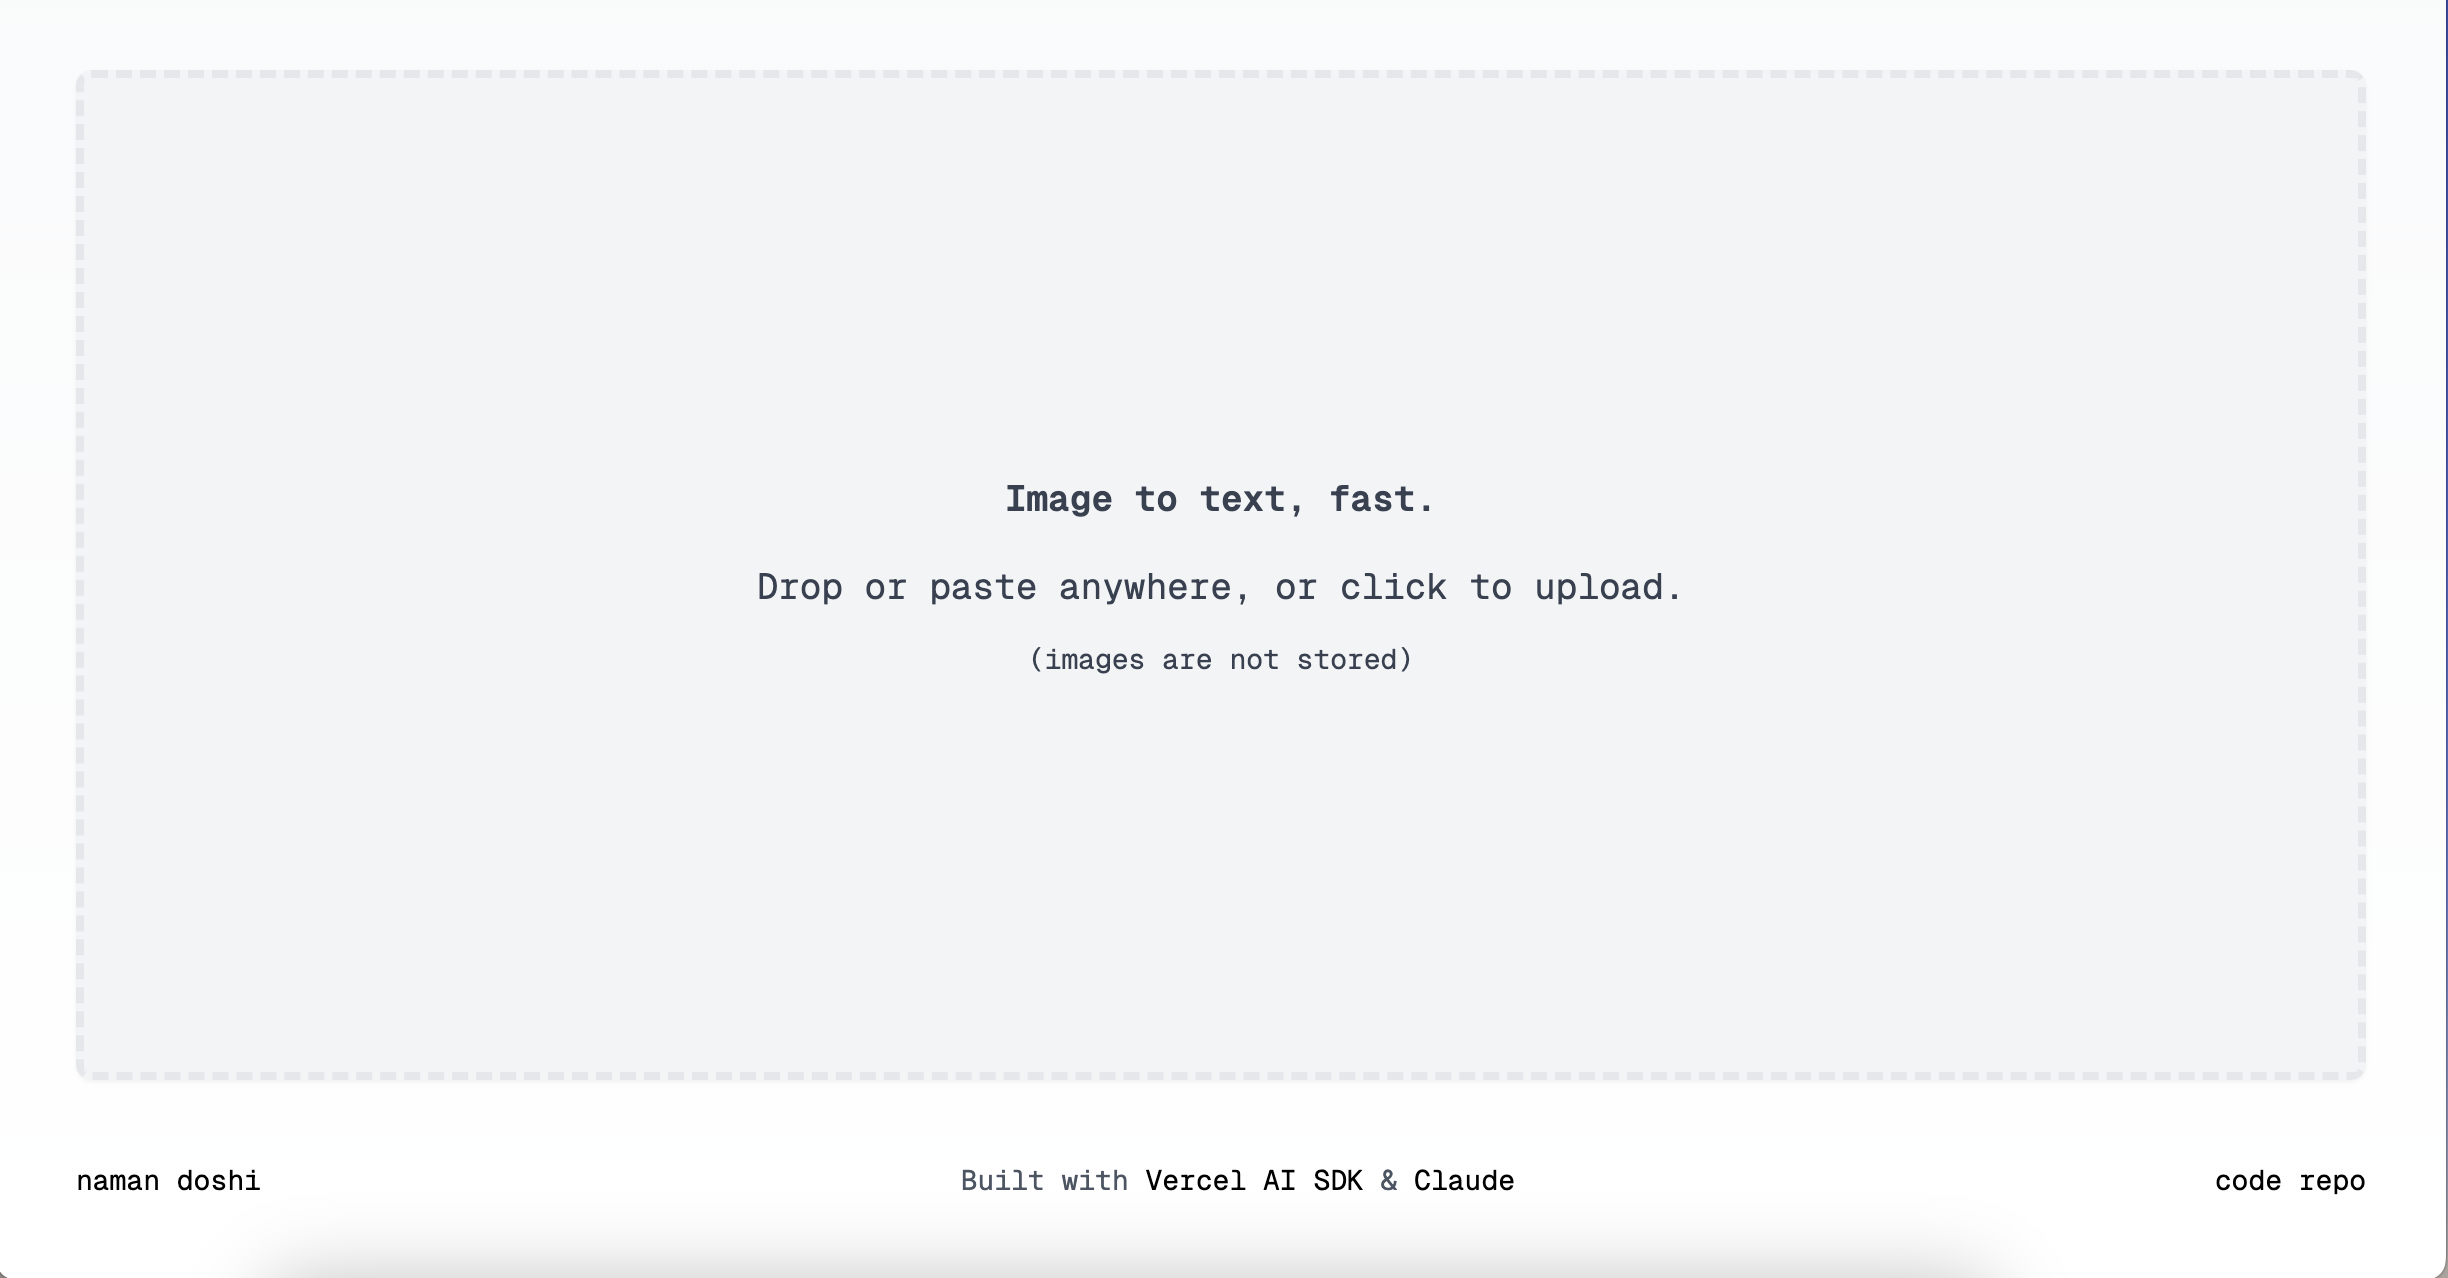 Image to text, fast.
Drop or paste anywhere, or click to upload.
(images are not stored)
naman doshi
Built with Vercel AI SDK & Claude
code repo